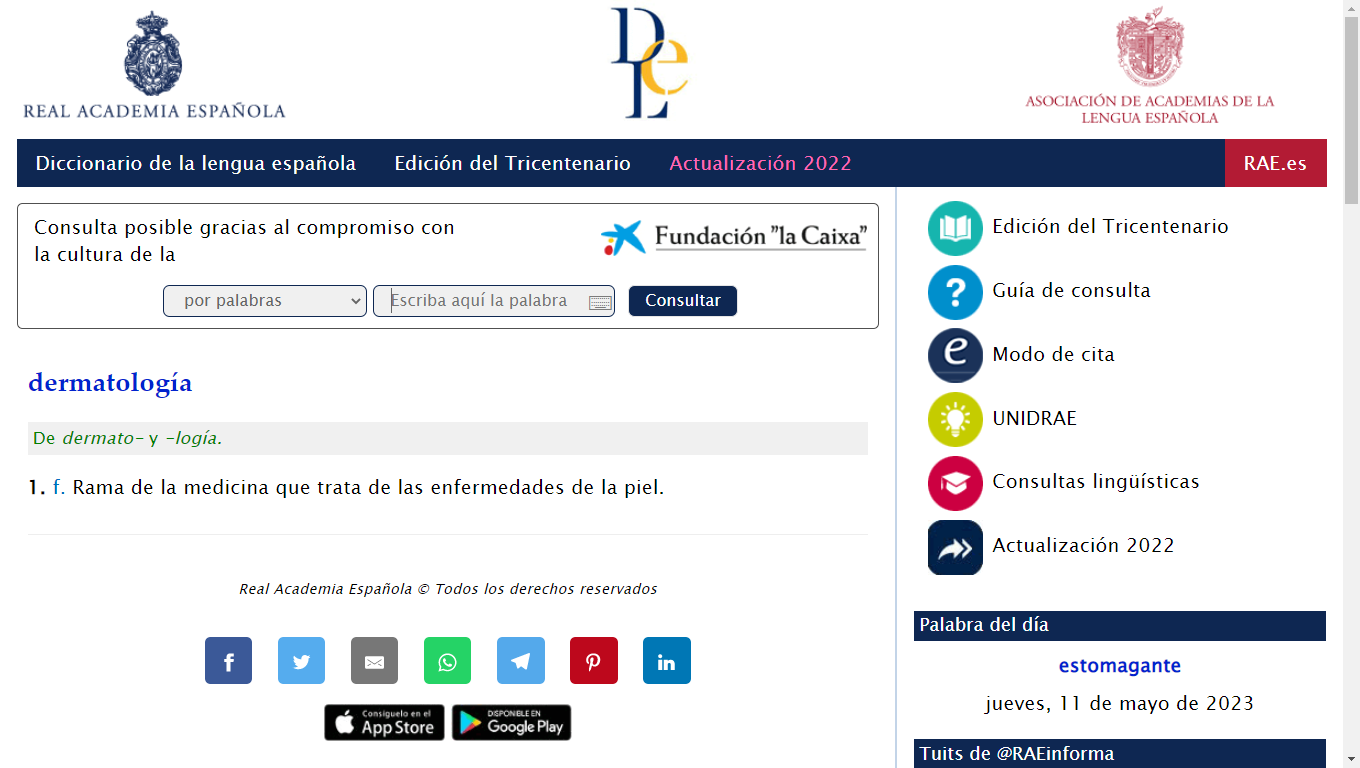 REAL ACADEMIA ESPAÑOLA
DLe
ASOCIACIÓN DE ACADEMIAS DE LA
LENGUA ESPAÑOLA
Diccionario de la lengua española Edición del Tricentenario Actualización 2022 RAE.es
Consulta posible gracias al compromiso con
la cultura de la
Fundación "la Caixa"
por palabras Escriba aquí la palabra Consultar
dermatología
De dermato- y -logía.
1. f. Rama de la medicina que trata de las enfermedades de la piel.
Real Academia Española © Todos los derechos reservados
Consíguelo en el
App Store
DISPONIBLE EN
Google Play
Edición del Tricentenario
Guía de consulta
Modo de cita
UNIDRAE
Consultas lingüísticas
Actualización 2022
Palabra del día
estomagante
jueves, 11 de mayo de 2023
Tuits de @RAEinforma